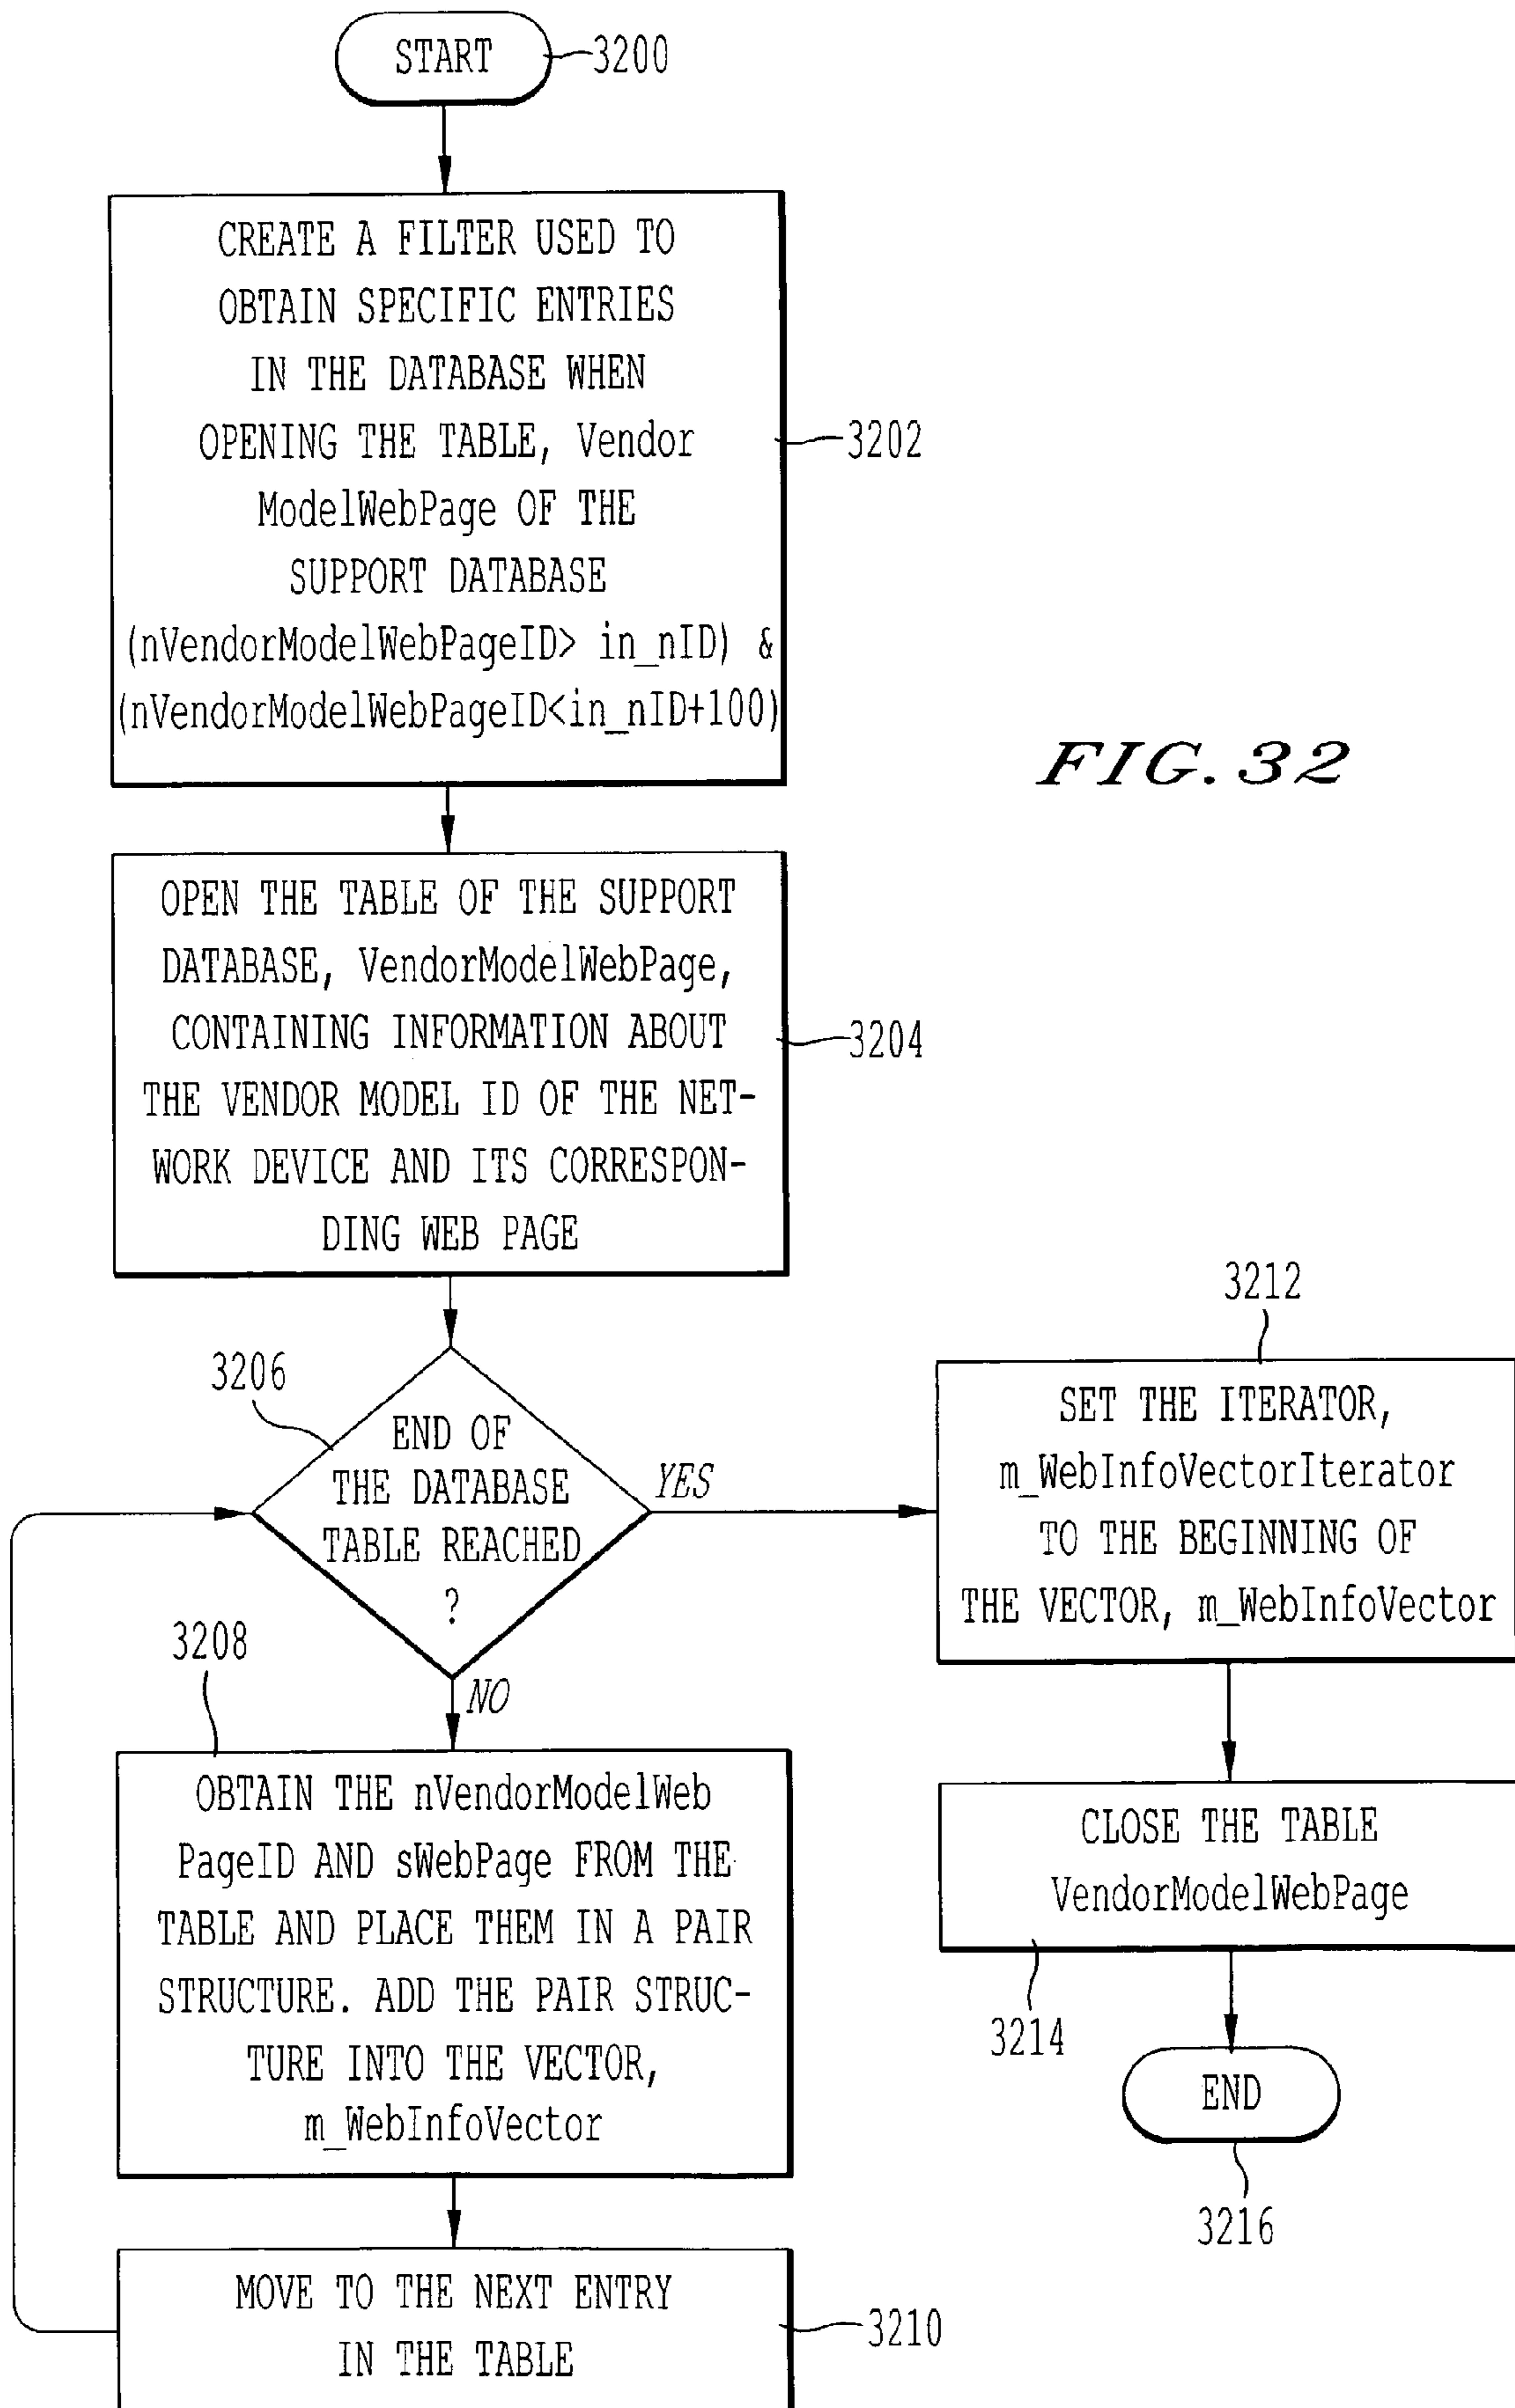 START
3200
CREATE A FILTER USED TO
OBTAIN SPECIFIC ENTRIES
IN THE DATABASE WHEN
OPENING THE TABLE, Vendor
ModelWebPage OF THE
SUPPORT DATABASE
(nVendorModelWebPageID> in_nID) &
(nVendorModelWebPageID<in_nID+100)
3202
FIG. 32
OPEN THE TABLE OF THE SUPPORT
DATABASE, VendorModelWebPage,
CONTAINING INFORMATION ABOUT
THE VENDOR MODEL ID OF THE NET-
WORK DEVICE AND ITS CORRESPON-
DING WEB PAGE
3204
3206
END OF
THE DATABASE
TABLE REACHED
?
YES
NO
3212
SET THE ITERATOR,
m_WebInfoVectorIterator
TO THE BEGINNING OF
THE VECTOR, m_WebInfoVector
3208
OBTAIN THE nVendorModelWeb
PageID AND sWebPage FROM THE
TABLE AND PLACE THEM IN A PAIR
STRUCTURE. ADD THE PAIR STRUC-
TURE INTO THE VECTOR,
m_WebInfoVector
CLOSE THE TABLE
VendorModelWebPage
3214
END
3216
MOVE TO THE NEXT ENTRY
IN THE TABLE
3210